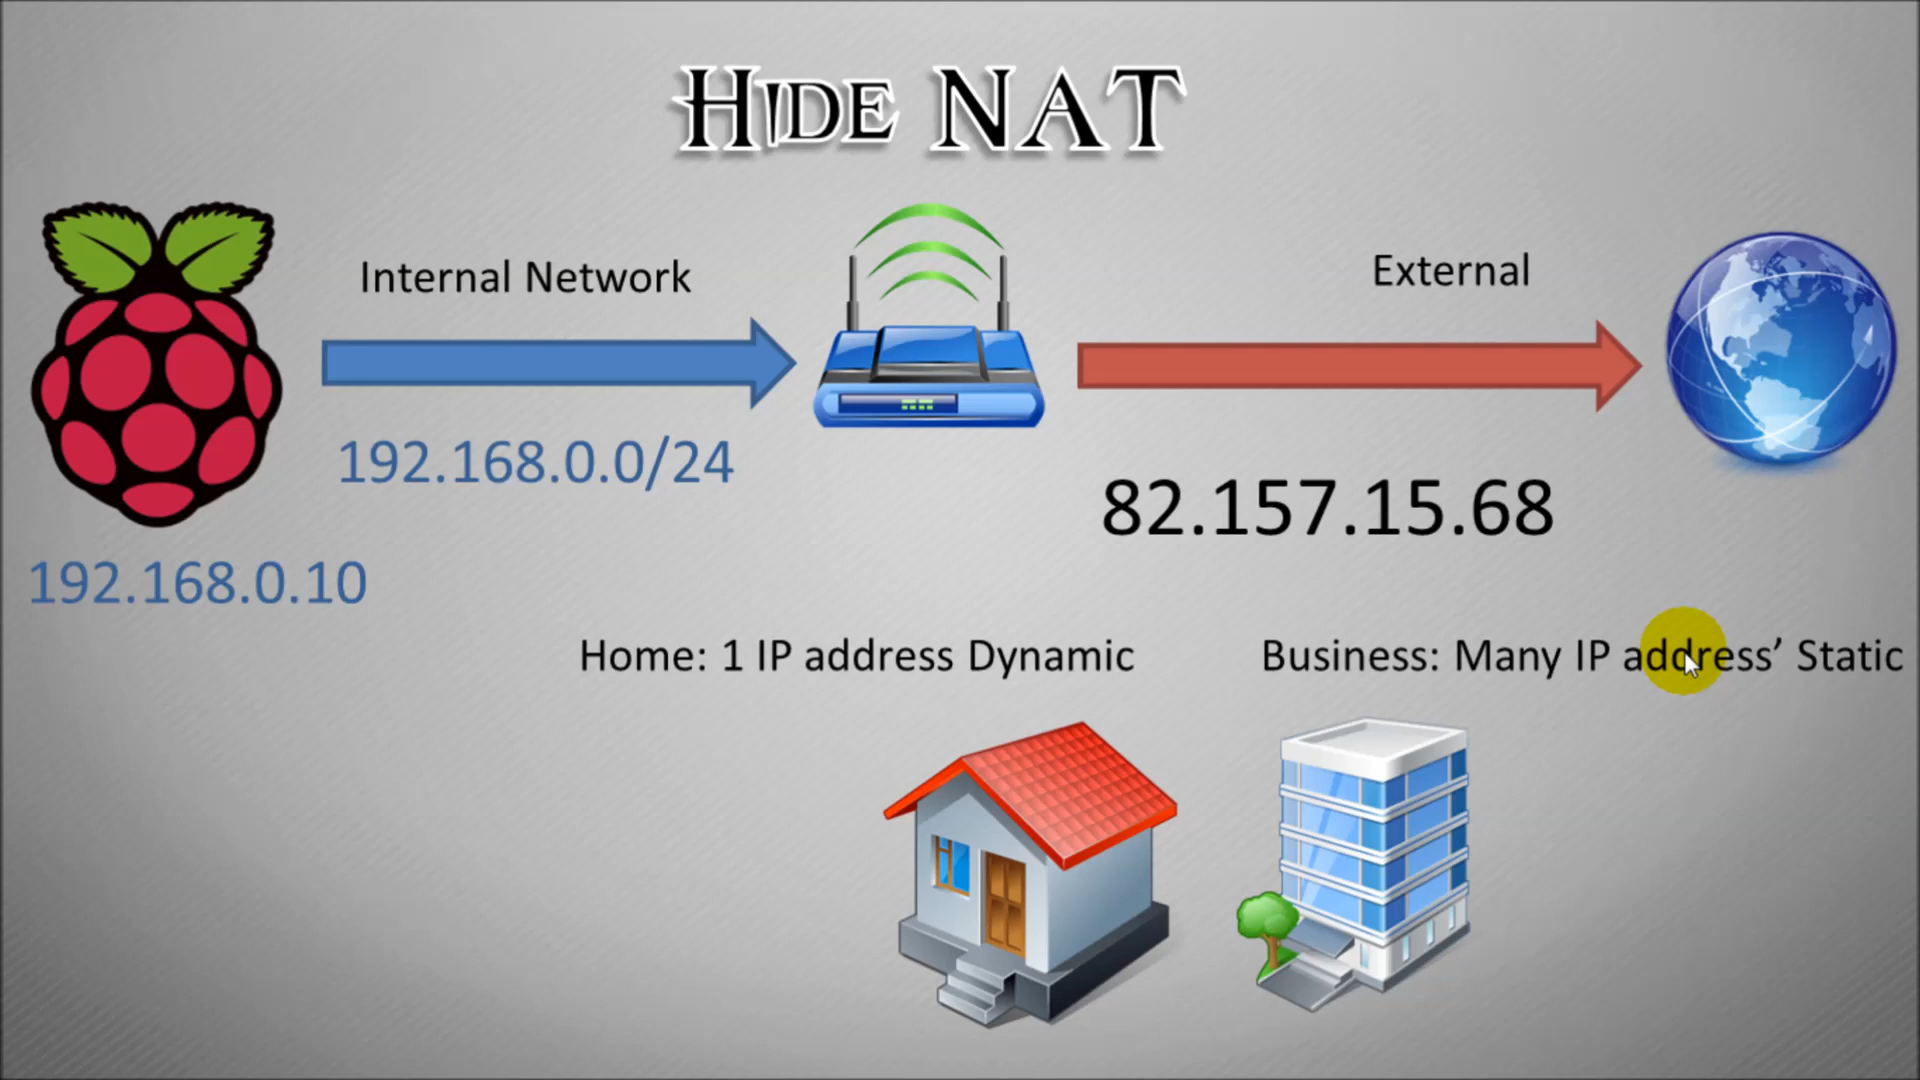 HIDE NAT
Internal Network
External
192.168.0.0/24
82.157.15.68
192.168.0.10
Home: 1 IP address Dynamic
Business: Many IP address’ Static